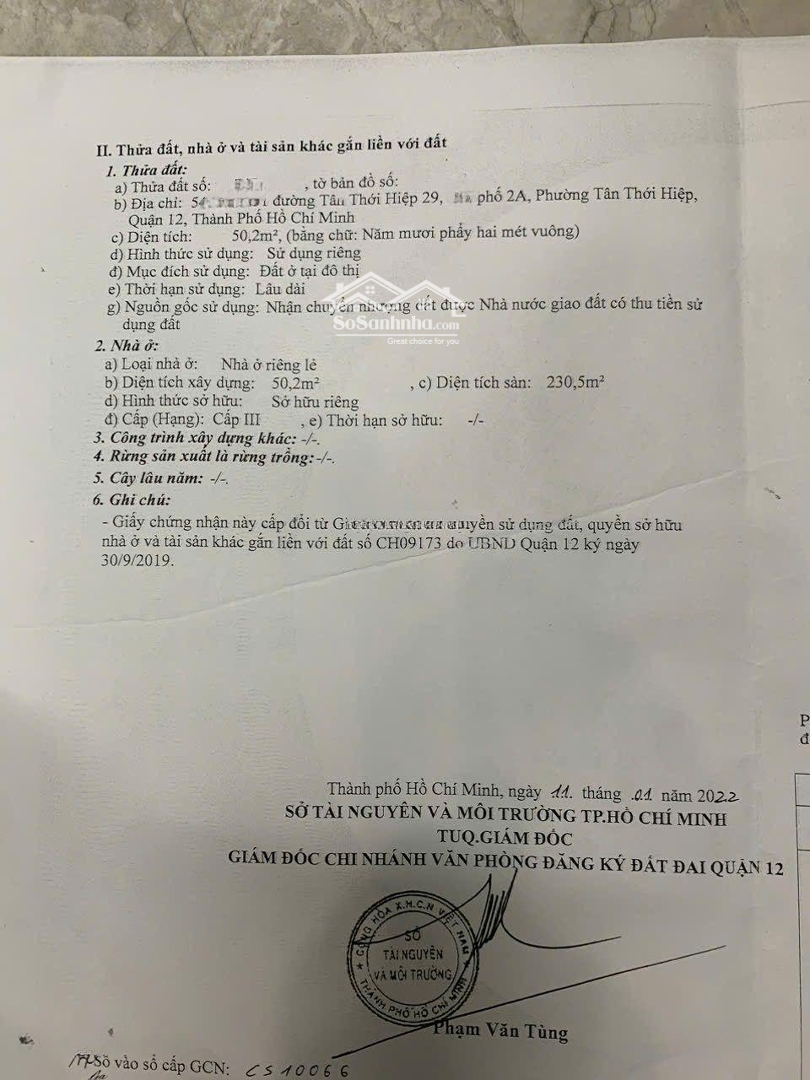 II. Thửa đất, nhà ở và tài sản khác gắn liền với đất
1. Thửa đất:
a) Thửa đất số: , tờ bản đồ số:
b) Địa chỉ: đường Tân Thới Hiệp 29, phố 2A, Phường Tân Thới Hiệp,
Quận 12, Thành Phố Hồ Chí Minh
c) Diện tích: 50,2m², (bằng chữ: Năm mươi phẩy hai mét vuông)
d) Hình thức sử dụng: Sử dụng riêng
đ) Mục đích sử dụng: Đất ở tại đô thị
e) Thời hạn sử dụng: Lâu dài
g) Nguồn gốc sử dụng: Nhận chuyển nhượng đất được Nhà nước giao đất có thu tiền sử
dụng đất
SoSanhnha.com
Great choice for you
2. Nhà ở:
a) Loại nhà ở: Nhà ở riêng lẻ
b) Diện tích xây dựng: 50,2m² , c) Diện tích sàn: 230,5m²
d) Hình thức sở hữu: Sở hữu riêng
đ) Cấp (Hạng): Cấp III , e) Thời hạn sở hữu: -/-
3. Công trình xây dựng khác: -/-.
4. Rừng sản xuất là rừng trồng:-/-.
5. Cây lâu năm: -/-.
6. Ghi chú:
- Giấy chứng nhận này cấp đổi từ quyền sử dụng đất, quyền sở hữu
nhà ở và tài sản khác gắn liền với đất số CH09173 do UBND Quận 12 ký ngày
30/9/2019.
P
đ
Thành phố Hồ Chí Minh, ngày 11. tháng .01 năm 2022
SỞ TÀI NGUYÊN VÀ MÔI TRƯỜNG TP.HỒ CHÍ MINH
TUQ.GIÁM ĐỐC
GIÁM ĐỐC CHI NHÁNH VĂN PHÒNG ĐĂNG KÝ ĐẤT ĐAI QUẬN 12
CỘNG HÒA X.H.C.N VIỆT NAM
SỞ
TÀI NGUYÊN
VÀ MÔI TRƯỜNG
THÀNH PHỐ HỒ CHÍ MINH
Phạm Văn Tùng
Số vào sổ cấp GCN: CS10066